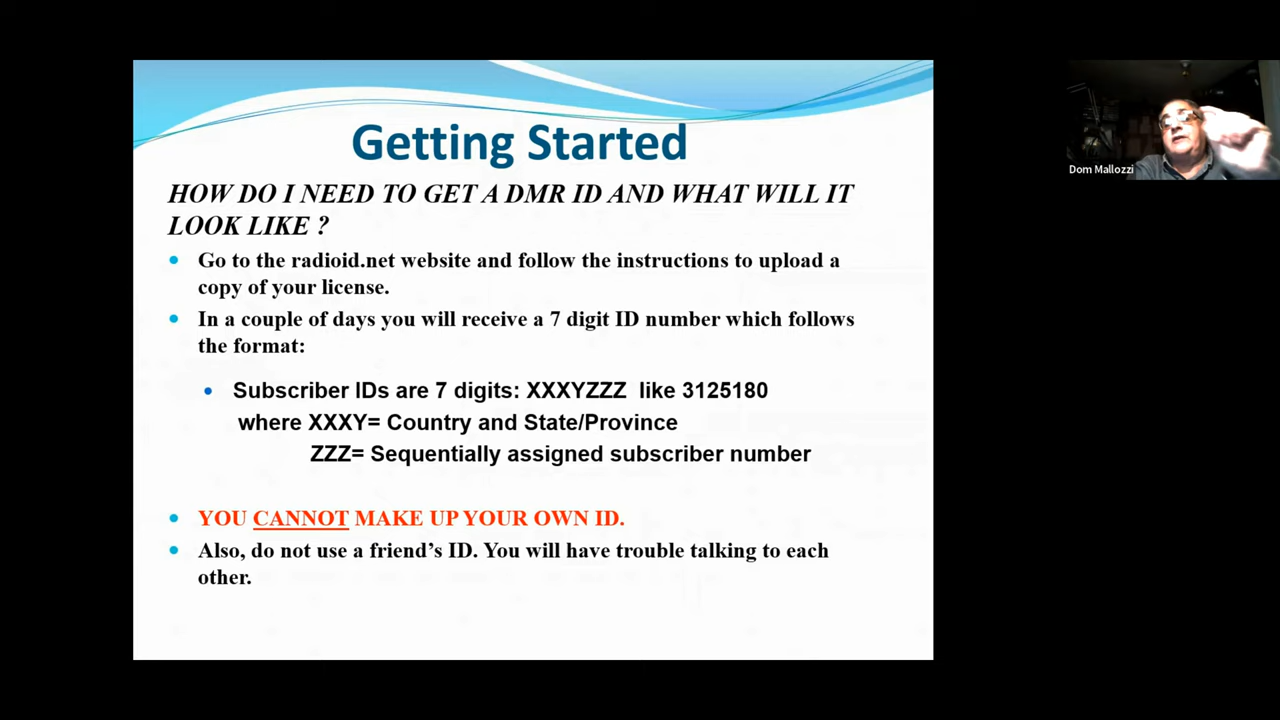 Getting Started
HOW DO I NEED TO GET A DMR ID AND WHAT WILL IT
LOOK LIKE ?
Go to the radioid.net website and follow the instructions to upload a
copy of your license.
In a couple of days you will receive a 7 digit ID number which follows
the format:
Subscriber IDs are 7 digits: XXXYZZZ like 3125180
where XXXY= Country and State/Province
ZZZ= Sequentially assigned subscriber number
YOU CANNOT MAKE UP YOUR OWN ID.
Also, do not use a friend’s ID. You will have trouble talking to each
other.
Dom Mallozzi